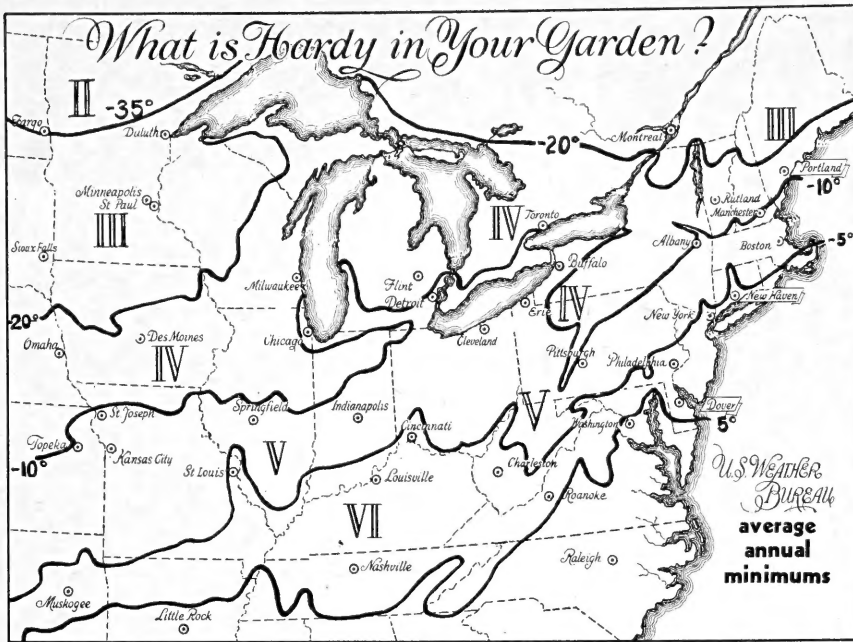 What is Hardy in Your Garden?
II
-35°
Fargo
Duluth
-20°
Montreal
III
Portland
-10°
Minneapolis
St Paul
III
IV
Toronto
Rutland
Manchester
Sioux Falls
Albany
Boston
-5°
Milwaukee
Flint
Detroit
Buffalo
IV
Erie
New Haven
-20°
Omaha
Des Moines
IV
Chicago
Cleveland
New York
Pittsburgh
Philadelphia
St Joseph
Springfield
Indianapolis
V
Dover
5°
Topeka
-10°
Kansas City
St Louis
V
Cincinnati
Washington
Charleston
Louisville
Roanoke
VI
Nashville
Raleigh
Muskogee
Little Rock
U.S. WEATHER
BUREAU
average
annual
minimums